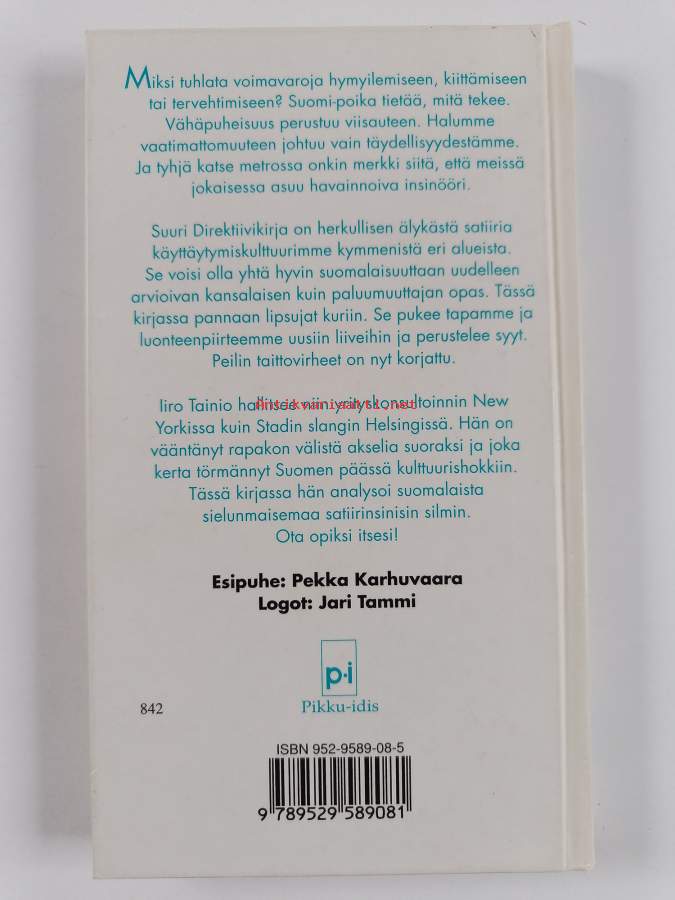 Miksi tuhlata voimavaroja hymyilemiseen, kiittämiseen
tai tervehtimiseen? Suomi-poika tietää, mitä tekee.
Vähäpuheisuus perustuu viisauteen. Halumme
vaatimattomuuteen johtuu vain täydellisyydestämme.
Ja tyhjä katse metrossa onkin merkki siitä, että meissä
jokaisessa asuu havainnoiva insinööri.
Suuri Direktiivikirja on herkullisen älykästä satiiria
käyttäytymiskulttuurimme kymmenistä eri alueista.
Se voisi olla yhtä hyvin suomalaisuuttaan uudelleen
arvioivan kansalaisen kuin paluumuuttajan opas. Tässä
kirjassa pannaan lipsujat kuriin. Se pukee tapamme ja
luonteenpiirteemme uusiin liiveihin ja perustelee syyt.
Peilin taittovirheet on nyt korjattu.
Iiro Tainio hallitsee niin yrityskonsultoinnin New
Antikvariaatti.net
Yorkissa kuin Stadin slangin Helsingissä. Hän on
vääntänyt rapakon välistä akselia suoraksi ja joka
kerta törmännyt Suomen päässä kulttuurishokkiin.
Tässä kirjassa hän analysoi suomalaista
sielunmaisemaa satiirinsinisin silmin.
Ota opiksi itsesi!
Esipuhe: Pekka Karhuvaara
Logot: Jari Tammi
p.i
842
Pikku-idis
ISBN 952-9589-08-5
9 789529 589081